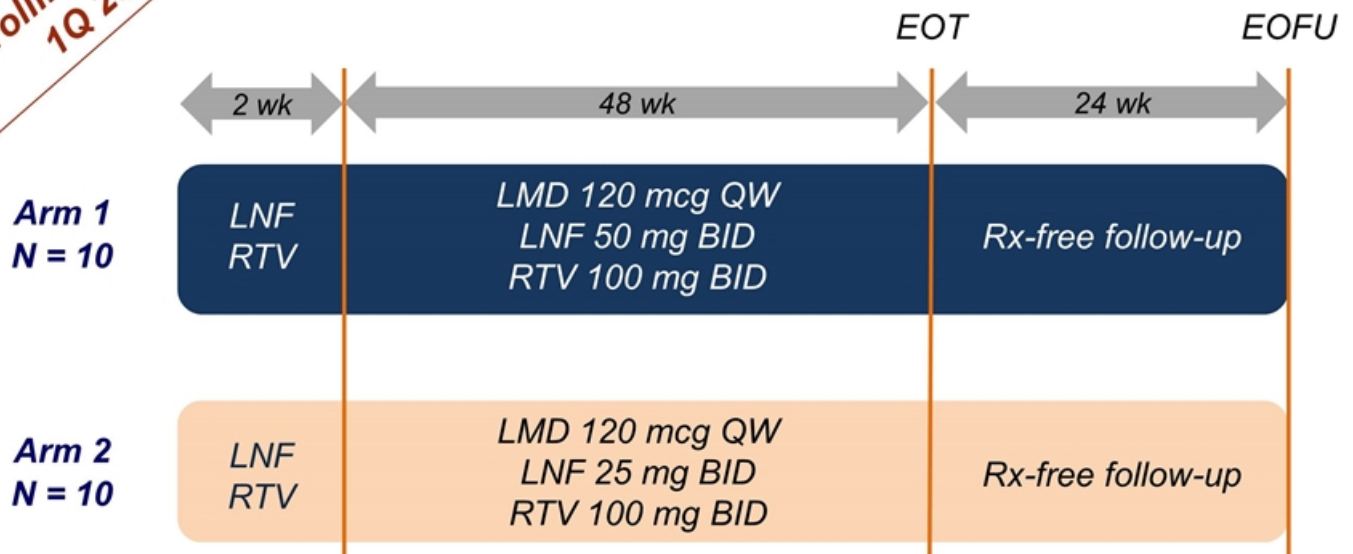 1Q
EOT
EOFU
2 wk
48 wk
24 wk
Arm 1
N = 10
LNF
RTV
LMD 120 mcg QW
LNF 50 mg BID
RTV 100 mg BID
Rx-free follow-up
Arm 2
N = 10
LNF
RTV
LMD 120 mcg QW
LNF 25 mg BID
RTV 100 mg BID
Rx-free follow-up